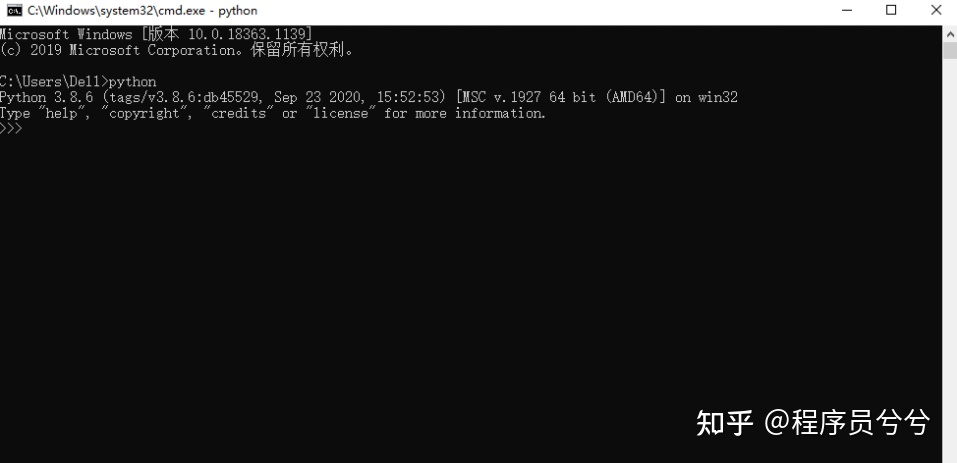 C:\Windows\system32\cmd.exe - python
Microsoft Windows [版本 10.0.18363.1139]
(c) 2019 Microsoft Corporation。保留所有权利。
C:\Users\Dell>python
Python 3.8.6 (tags/v3.8.6:db45529, Sep 23 2020, 15:52:53) [MSC v.1927 64 bit (AMD64)] on win32
Type "help", "copyright", "credits" or "license" for more information.
>>>
知乎 @程序员兮兮